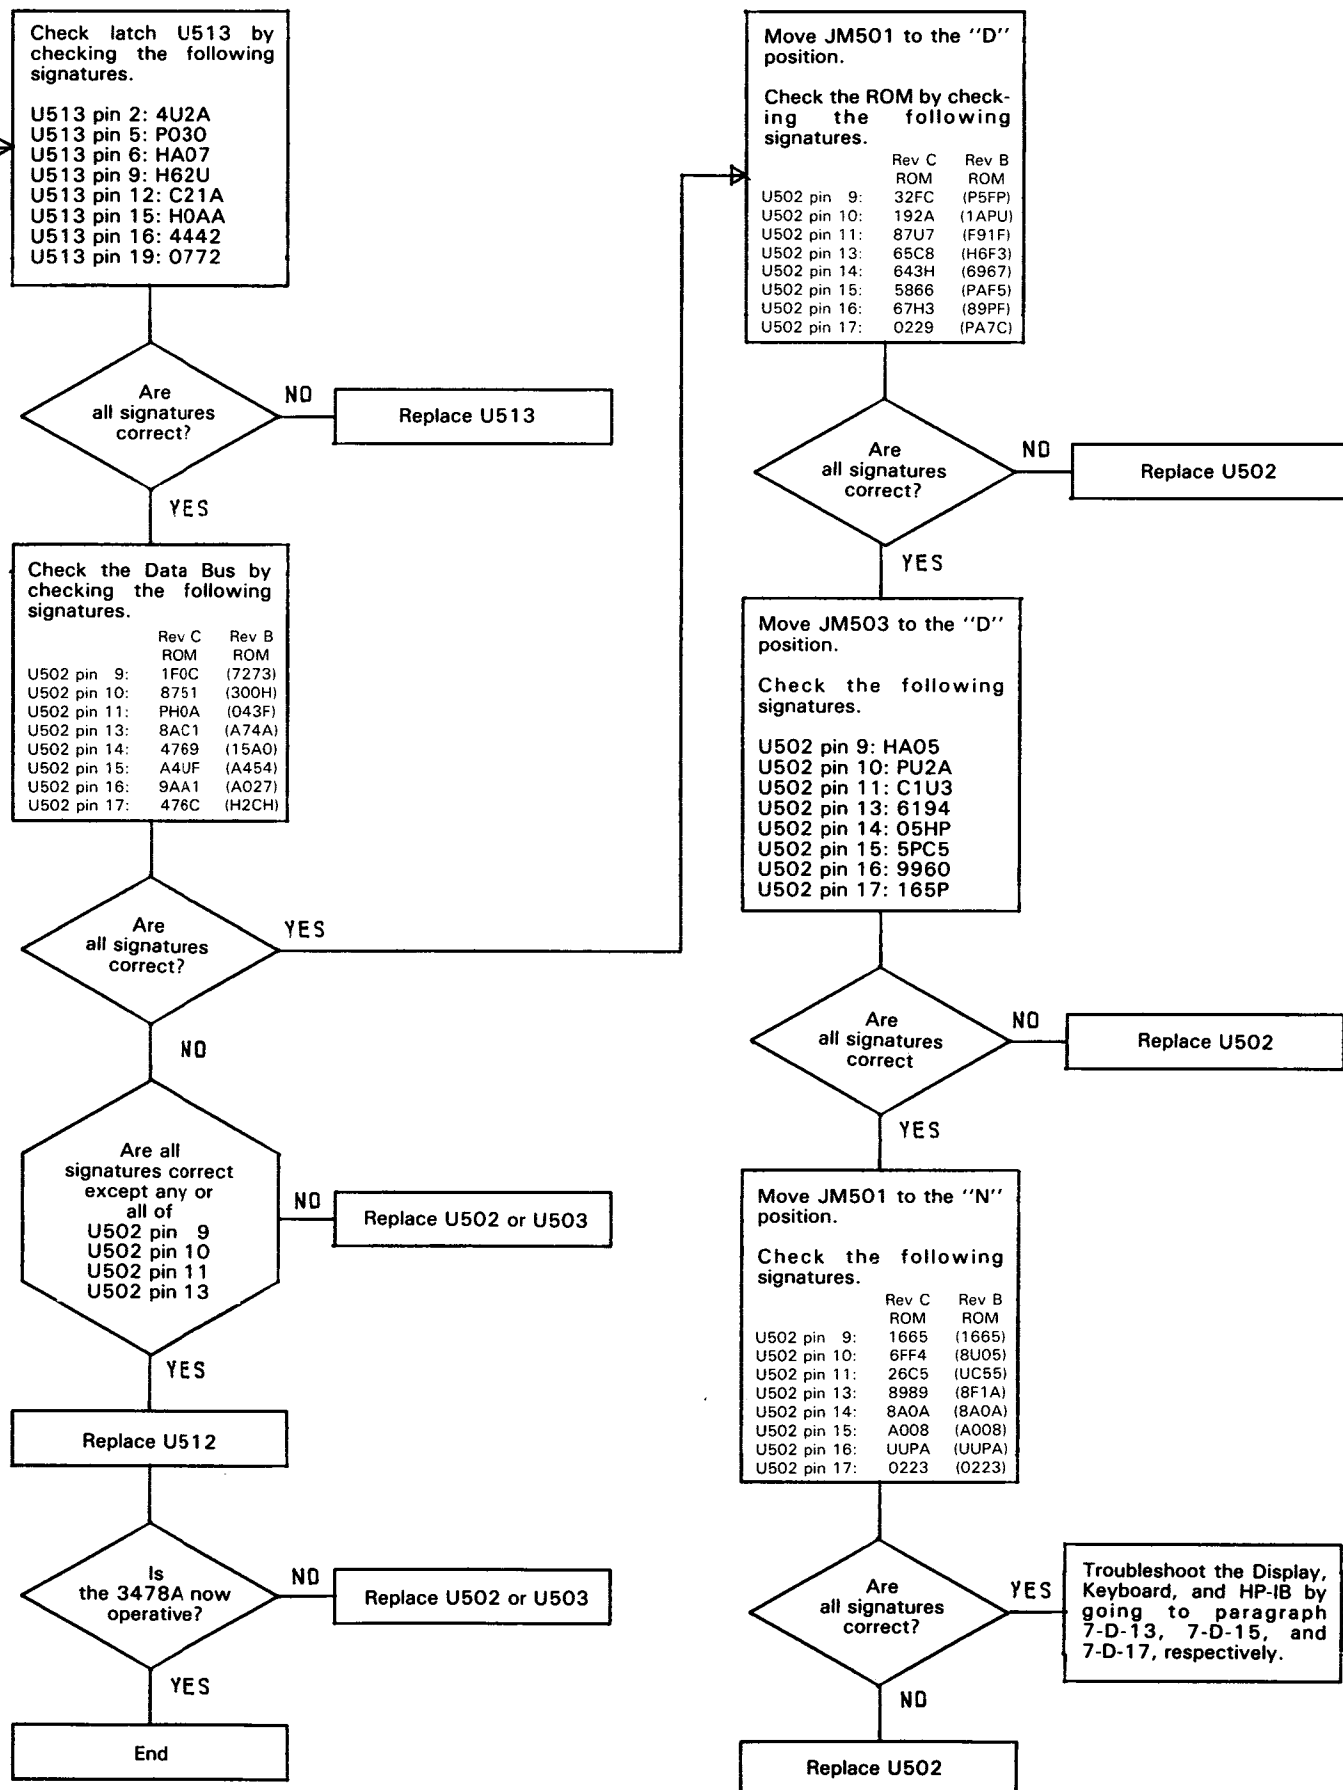 Check latch U513 by
checking the following
signatures.
U513 pin 2: 4U2A
U513 pin 5: P030
U513 pin 6: HA07
U513 pin 9: H62U
U513 pin 12: C21A
U513 pin 15: H0AA
U513 pin 16: 4442
U513 pin 19: 0772
Are
all signatures
correct?
NO
Replace U513
YES
Check the Data Bus by
checking the following
signatures.
Rev C Rev B
ROM ROM
U502 pin 9: 1F0C (7273)
U502 pin 10: 8751 (300H)
U502 pin 11: PH0A (043F)
U502 pin 13: 8AC1 (A74A)
U502 pin 14: 4769 (15A0)
U502 pin 15: A4UF (A454)
U502 pin 16: 9AA1 (A027)
U502 pin 17: 476C (H2CH)
Are
all signatures
correct?
YES
NO
Are all
signatures correct
except any or
all of
U502 pin 9
U502 pin 10
U502 pin 11
U502 pin 13
NO
Replace U502 or U503
YES
Replace U512
Is
the 3478A now
operative?
NO
Replace U502 or U503
YES
End
Move JM501 to the "D"
position.
Check the ROM by check-
ing the following
signatures.
Rev C Rev B
ROM ROM
U502 pin 9: 32FC (P5FP)
U502 pin 10: 192A (1APU)
U502 pin 11: 87U7 (F91F)
U502 pin 13: 65C8 (H6F3)
U502 pin 14: 643H (6967)
U502 pin 15: 5866 (PAF5)
U502 pin 16: 67H3 (89PF)
U502 pin 17: 0229 (PA7C)
Are
all signatures
correct?
NO
Replace U502
YES
Move JM503 to the "D"
position.
Check the following
signatures.
U502 pin 9: HA05
U502 pin 10: PU2A
U502 pin 11: C1U3
U502 pin 13: 6194
U502 pin 14: 05HP
U502 pin 15: 5PC5
U502 pin 16: 9960
U502 pin 17: 165P
Are
all signatures
correct
NO
Replace U502
YES
Move JM501 to the "N"
position.
Check the following
signatures.
Rev C Rev B
ROM ROM
U502 pin 9: 1665 (1665)
U502 pin 10: 6FF4 (8U05)
U502 pin 11: 26C5 (UC55)
U502 pin 13: 8989 (8F1A)
U502 pin 14: 8A0A (8A0A)
U502 pin 15: A008 (A008)
U502 pin 16: UUPA (UUPA)
U502 pin 17: 0223 (0223)
Are
all signatures
correct?
YES
Troubleshoot the Display,
Keyboard, and HP-IB by
going to paragraph
7-D-13, 7-D-15, and
7-D-17, respectively.
NO
Replace U502